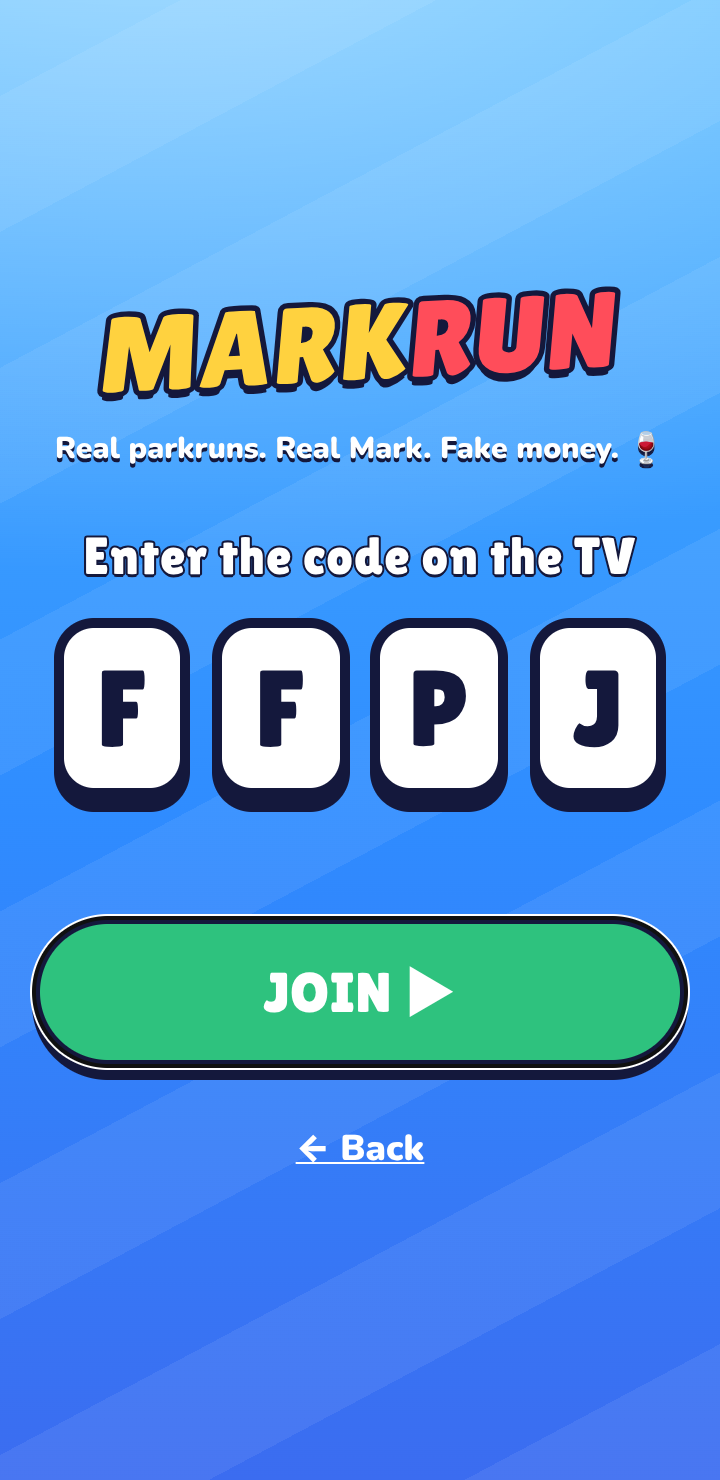 MARKRUN
Real parkruns. Real Mark. Fake money. 🍷
Enter the code on the TV
F F P J
JOIN ▶
← Back